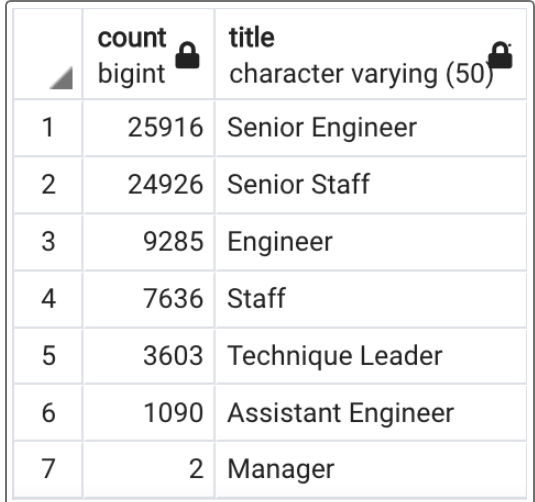 count title
bigint character varying (50)
1 25916 Senior Engineer
2 24926 Senior Staff
3 9285 Engineer
4 7636 Staff
5 3603 Technique Leader
6 1090 Assistant Engineer
7 2 Manager